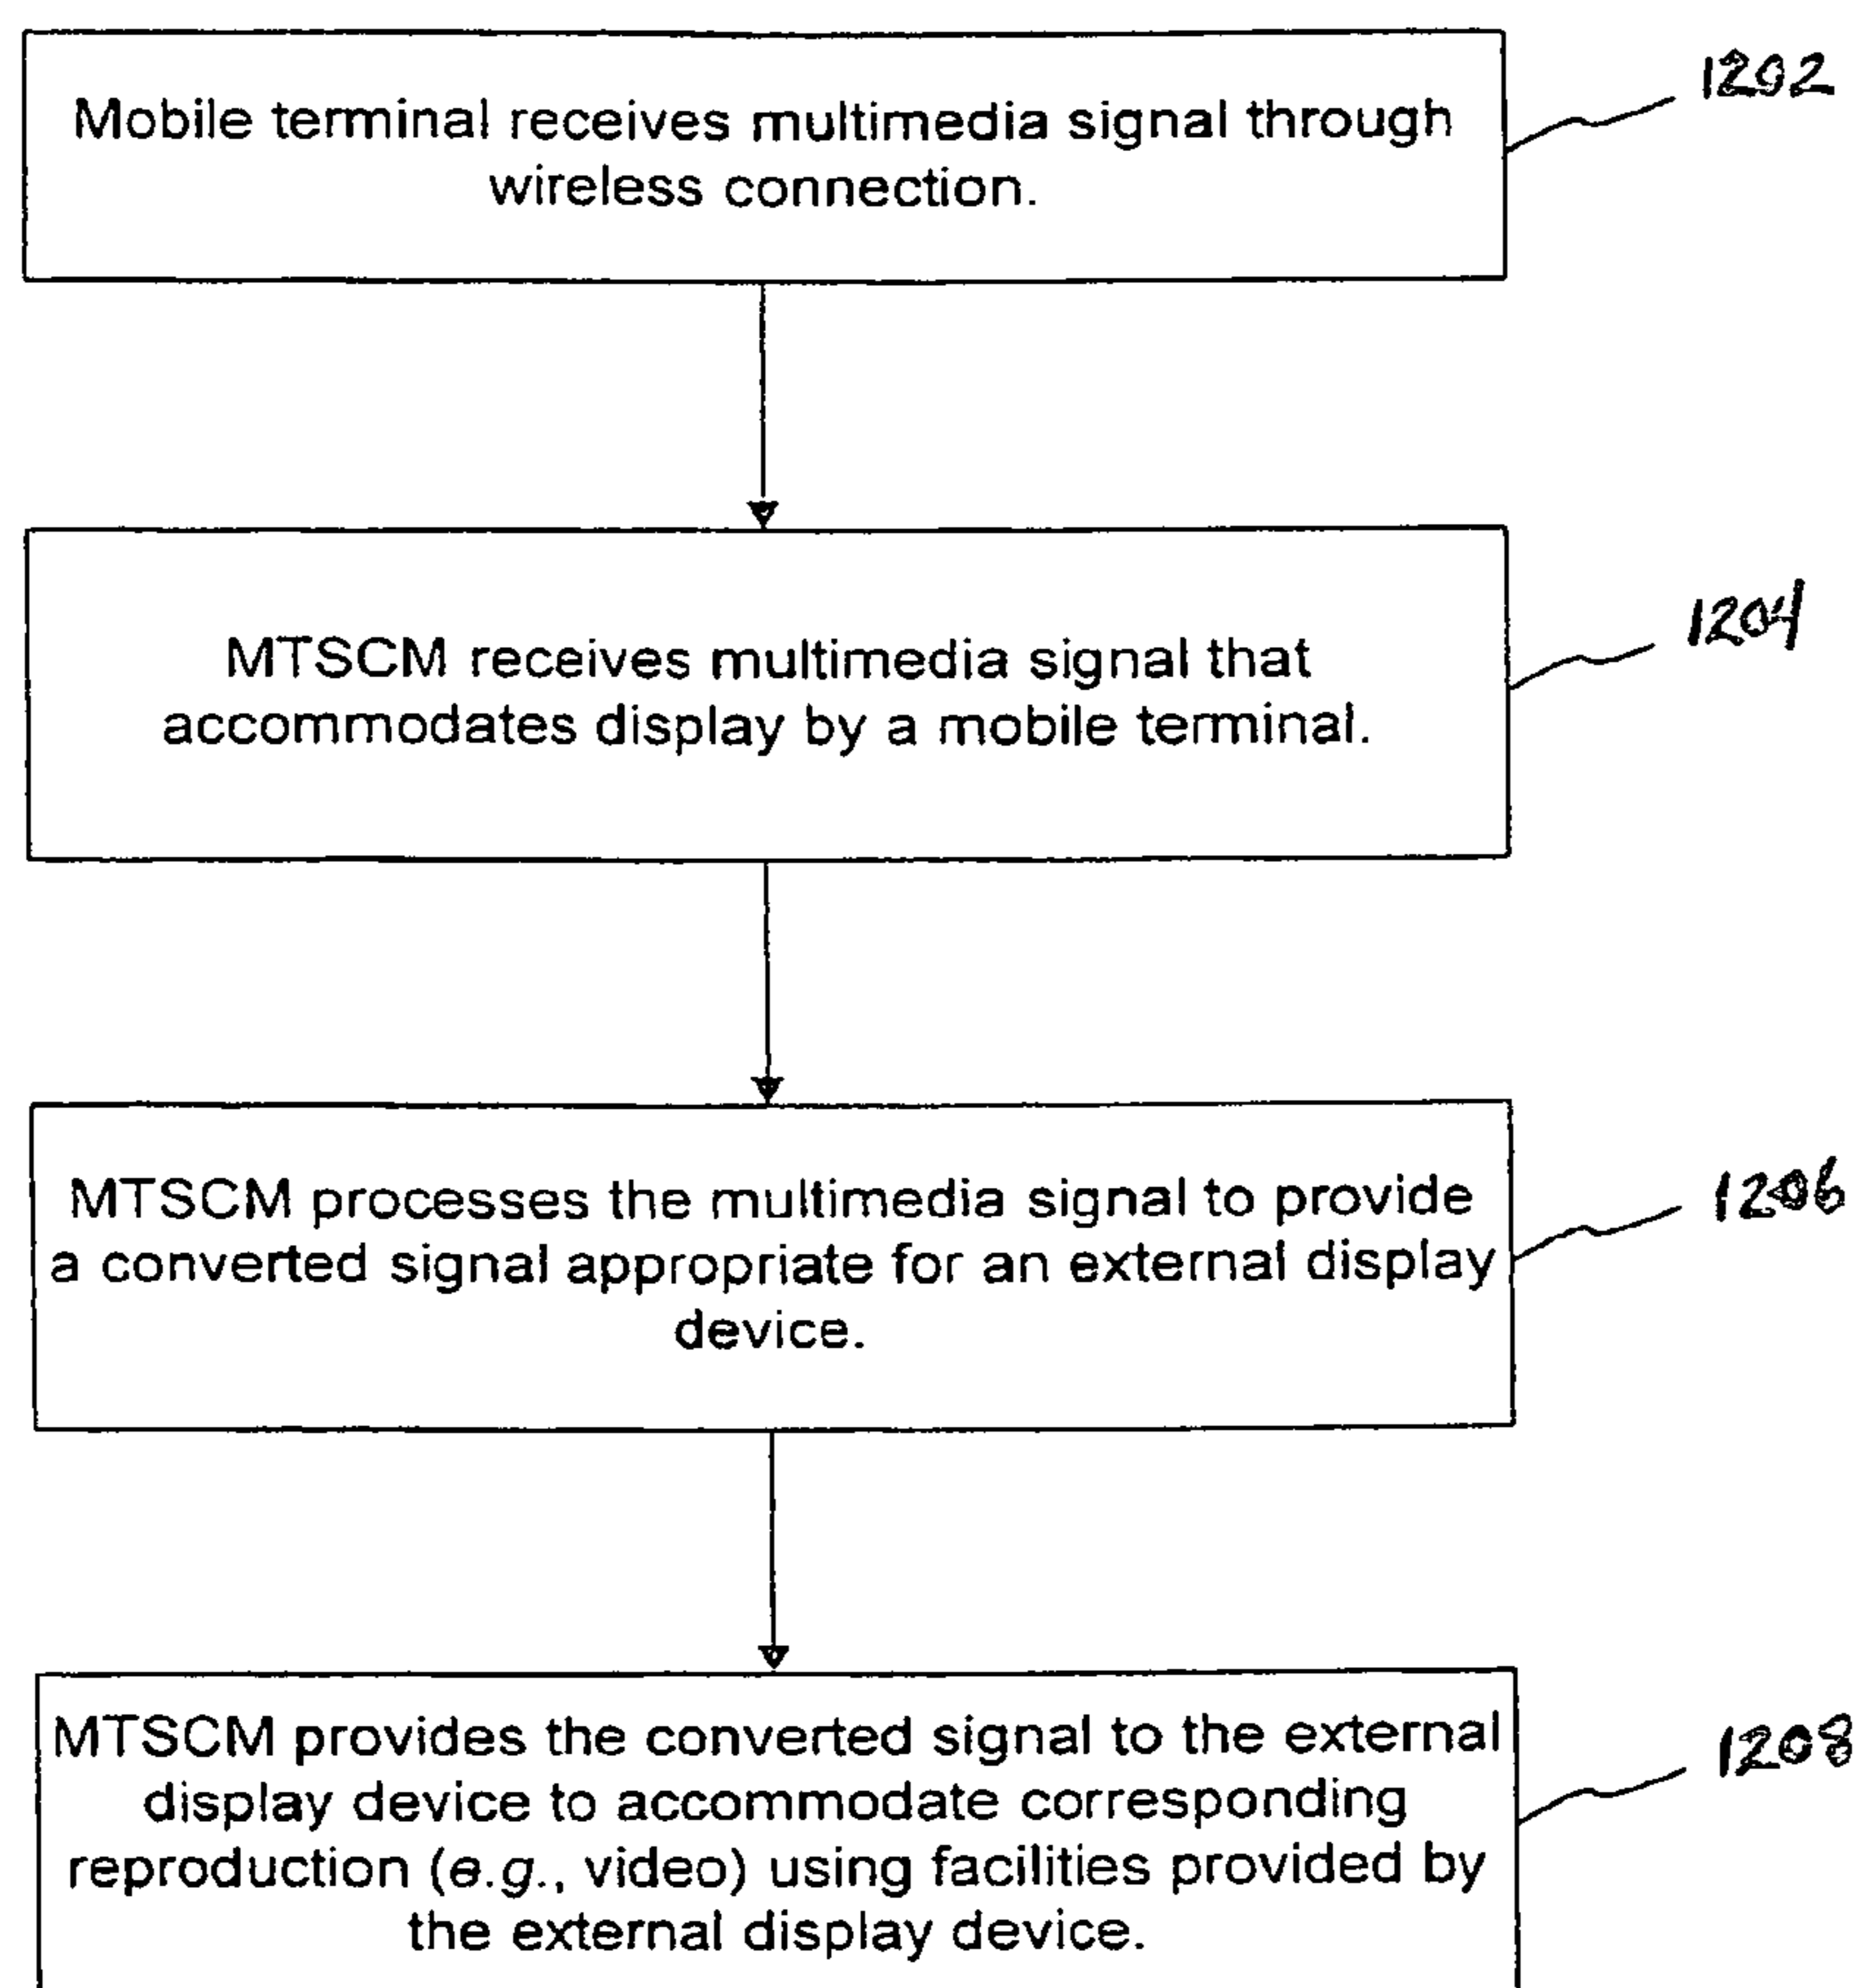 Mobile terminal receives multimedia signal through
wireless connection.
1202
MTSCM receives multimedia signal that
accommodates display by a mobile terminal.
1204
MTSCM processes the multimedia signal to provide
a converted signal appropriate for an external display
device.
1206
MTSCM provides the converted signal to the external
display device to accommodate corresponding
reproduction (e.g., video) using facilities provided by
the external display device.
1208